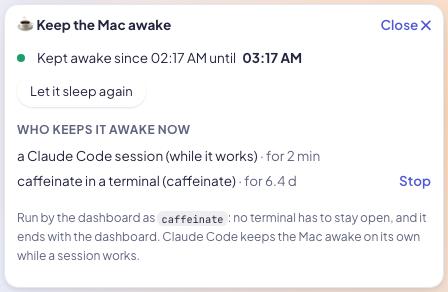 ☕ Keep the Mac awake Close ✕
Kept awake since 02:17 AM until 03:17 AM
Let it sleep again
WHO KEEPS IT AWAKE NOW
a Claude Code session (while it works) · for 2 min
caffeinate in a terminal (caffeinate) · for 6.4 d Stop
Run by the dashboard as caffeinate: no terminal has to stay open, and it
ends with the dashboard. Claude Code keeps the Mac awake on its own
while a session works.